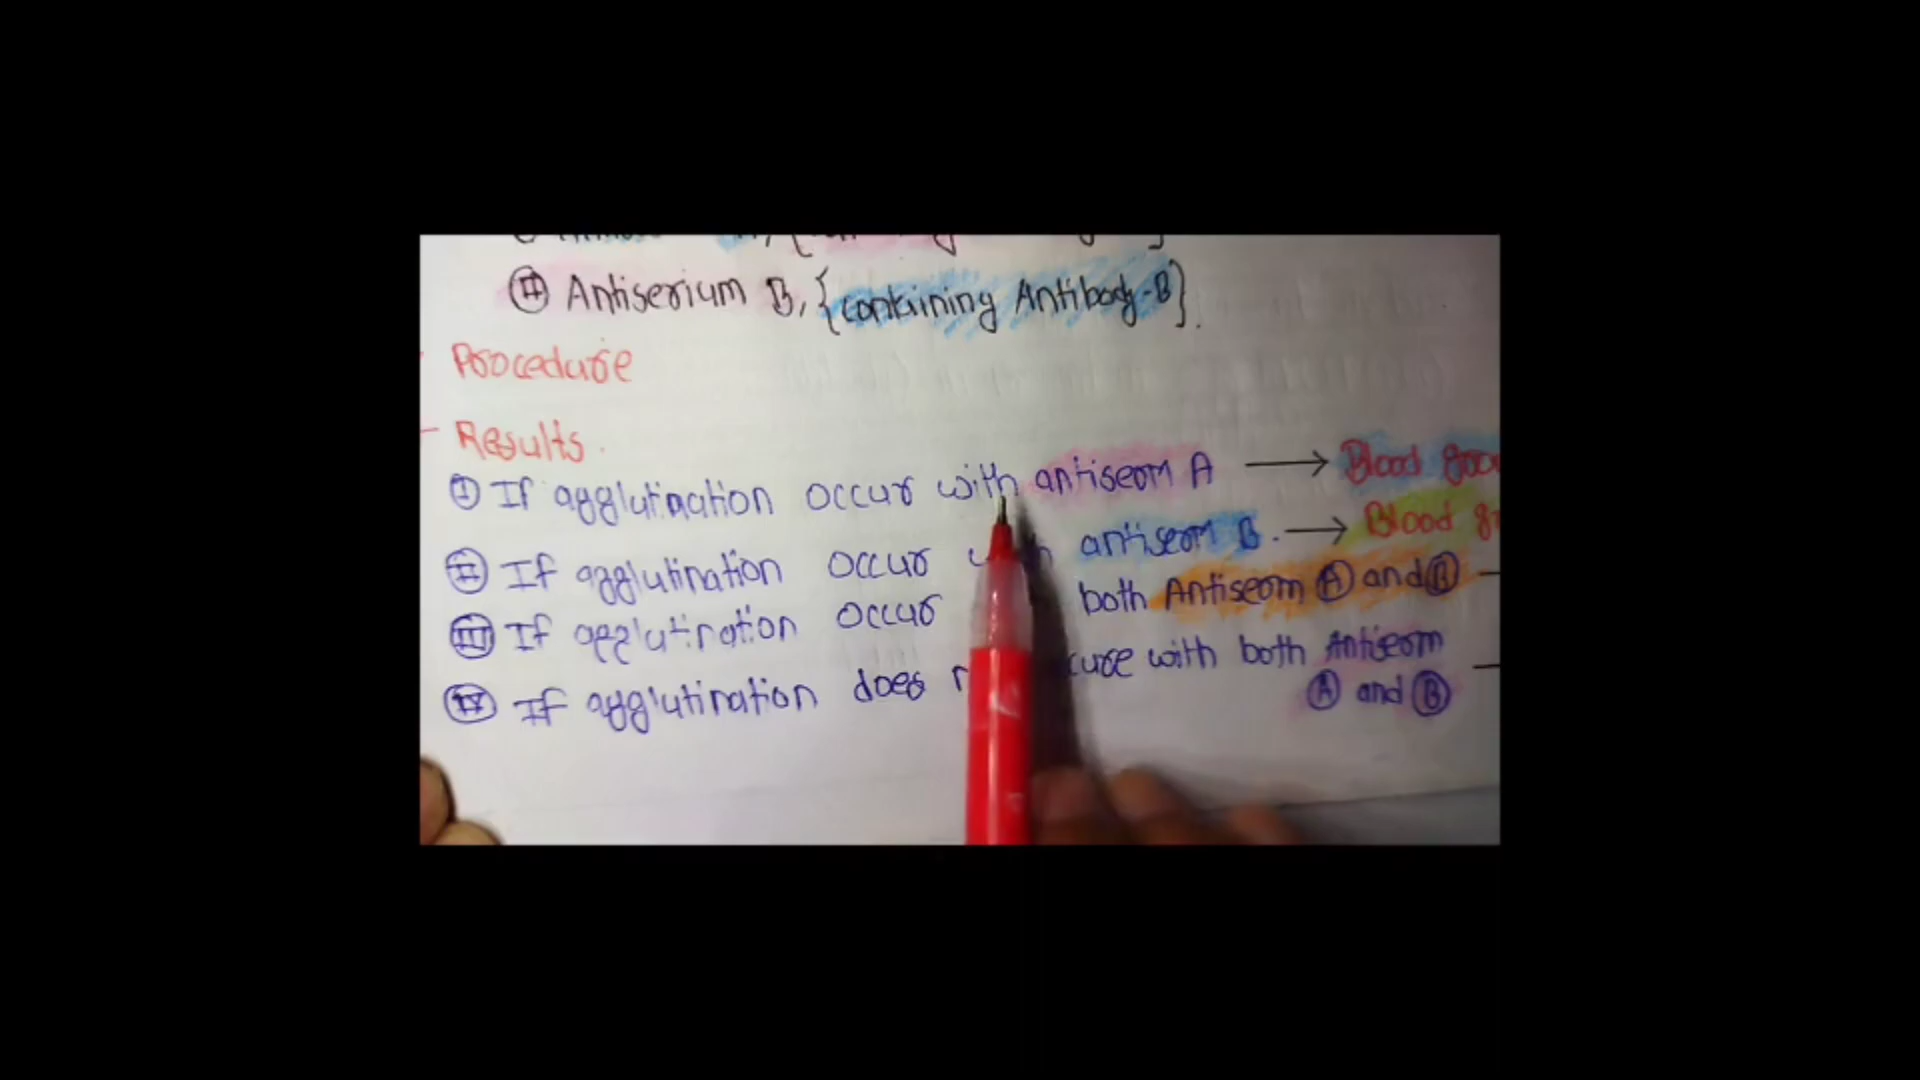 II Antiserium B, {containing Antibody-B}.
Procedure
Results.
I If agglutination occur with antiserm A → Blood
II If agglutination occur antiserm B. → Blood
III If agglutination occur both Antiserm A and B —
IV If agglutination does with both Antiserm —
A and B